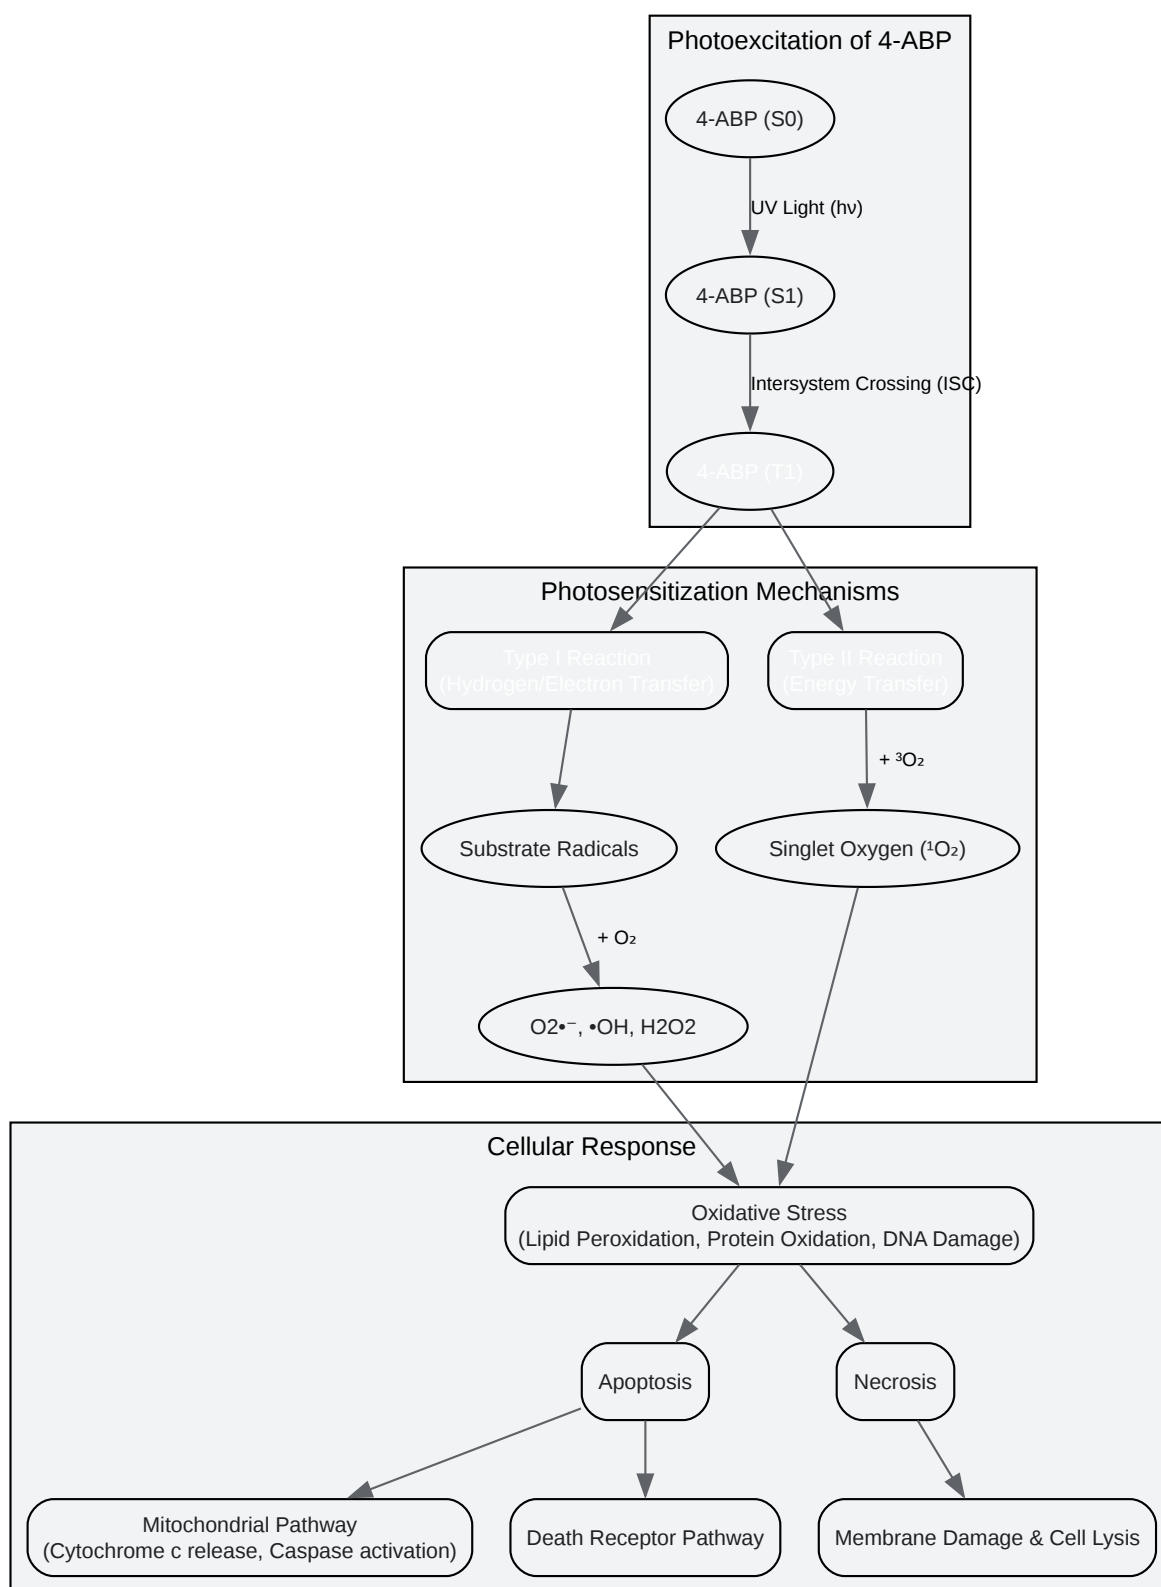 Photoexcitation of 4-ABP
4-ABP (S0)
UV Light (hν)
4-ABP (S1)
Intersystem Crossing (ISC)
4-ABP (T1)
Photosensitization Mechanisms
Type I Reaction
(Hydrogen/Electron Transfer)
Type II Reaction
(Energy Transfer)
+ ³O₂
Substrate Radicals
Singlet Oxygen (¹O₂)
+ O₂
O2•⁻, •OH, H2O2
Cellular Response
Oxidative Stress
(Lipid Peroxidation, Protein Oxidation, DNA Damage)
Apoptosis
Necrosis
Mitochondrial Pathway
(Cytochrome c release, Caspase activation)
Death Receptor Pathway
Membrane Damage & Cell Lysis